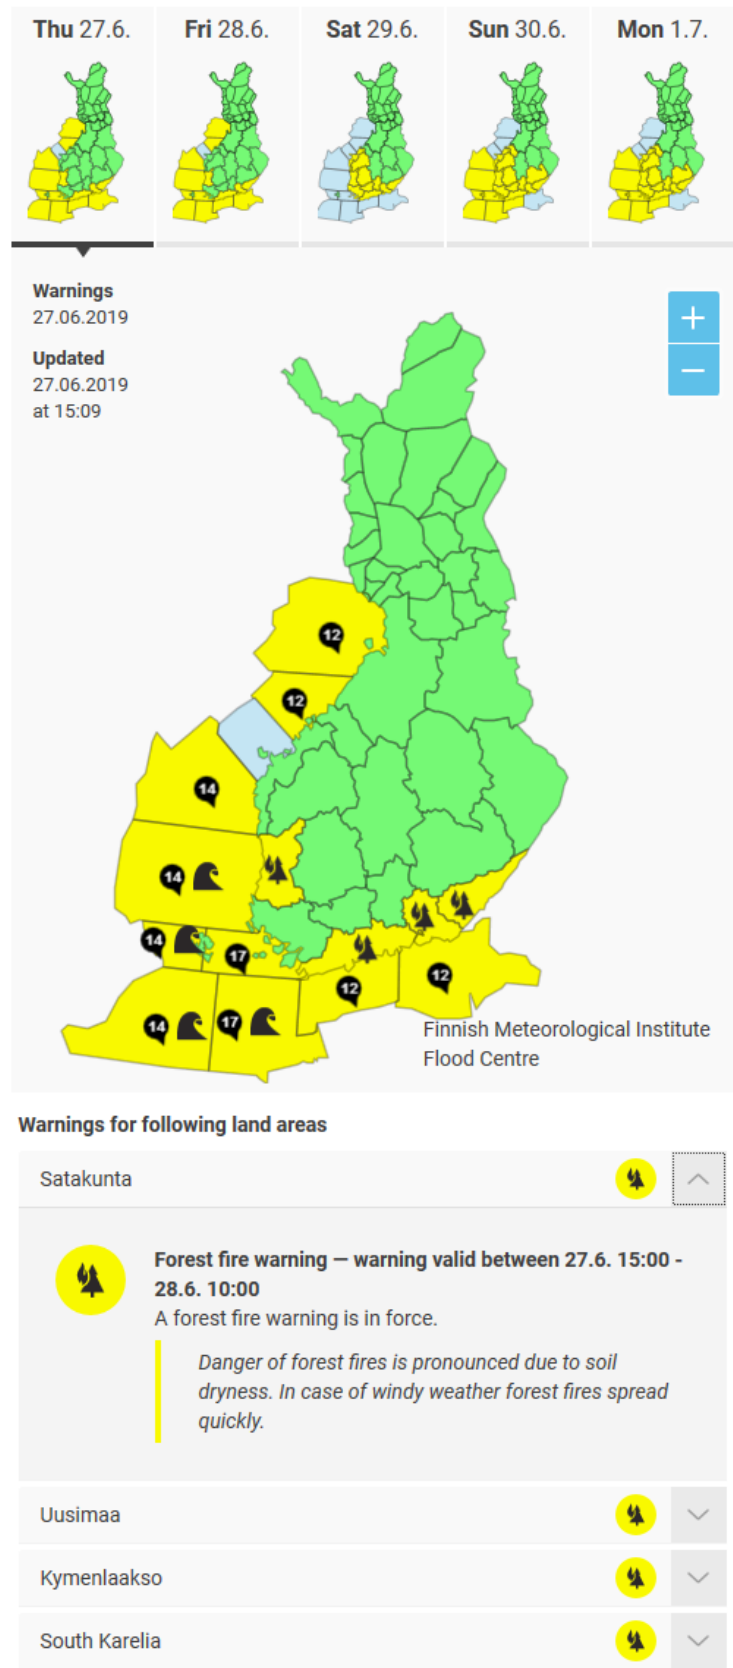 Thu 27.6.
Fri 28.6.
Sat 29.6.
Sun 30.6.
Mon 1.7.
Warnings
27.06.2019
Updated
27.06.2019
at 15:09
+
−
12
12
14
14
14
17
12
12
14
17
Finnish Meteorological Institute
Flood Centre
Warnings for following land areas
Satakunta
Forest fire warning – warning valid between 27.6. 15:00 -
28.6. 10:00
A forest fire warning is in force.
Danger of forest fires is pronounced due to soil
dryness. In case of windy weather forest fires spread
quickly.
Uusimaa
Kymenlaakso
South Karelia